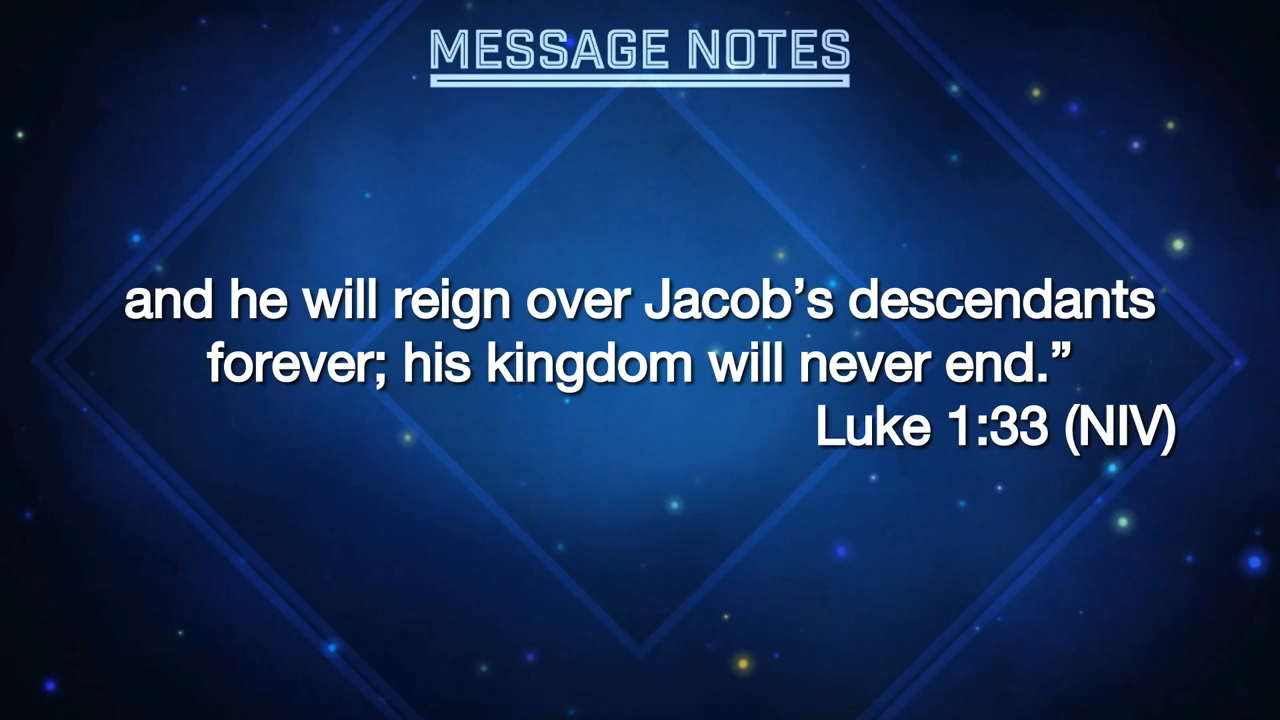 MESSAGE NOTES
and he will reign over Jacob’s descendants
forever; his kingdom will never end.”
Luke 1:33 (NIV)